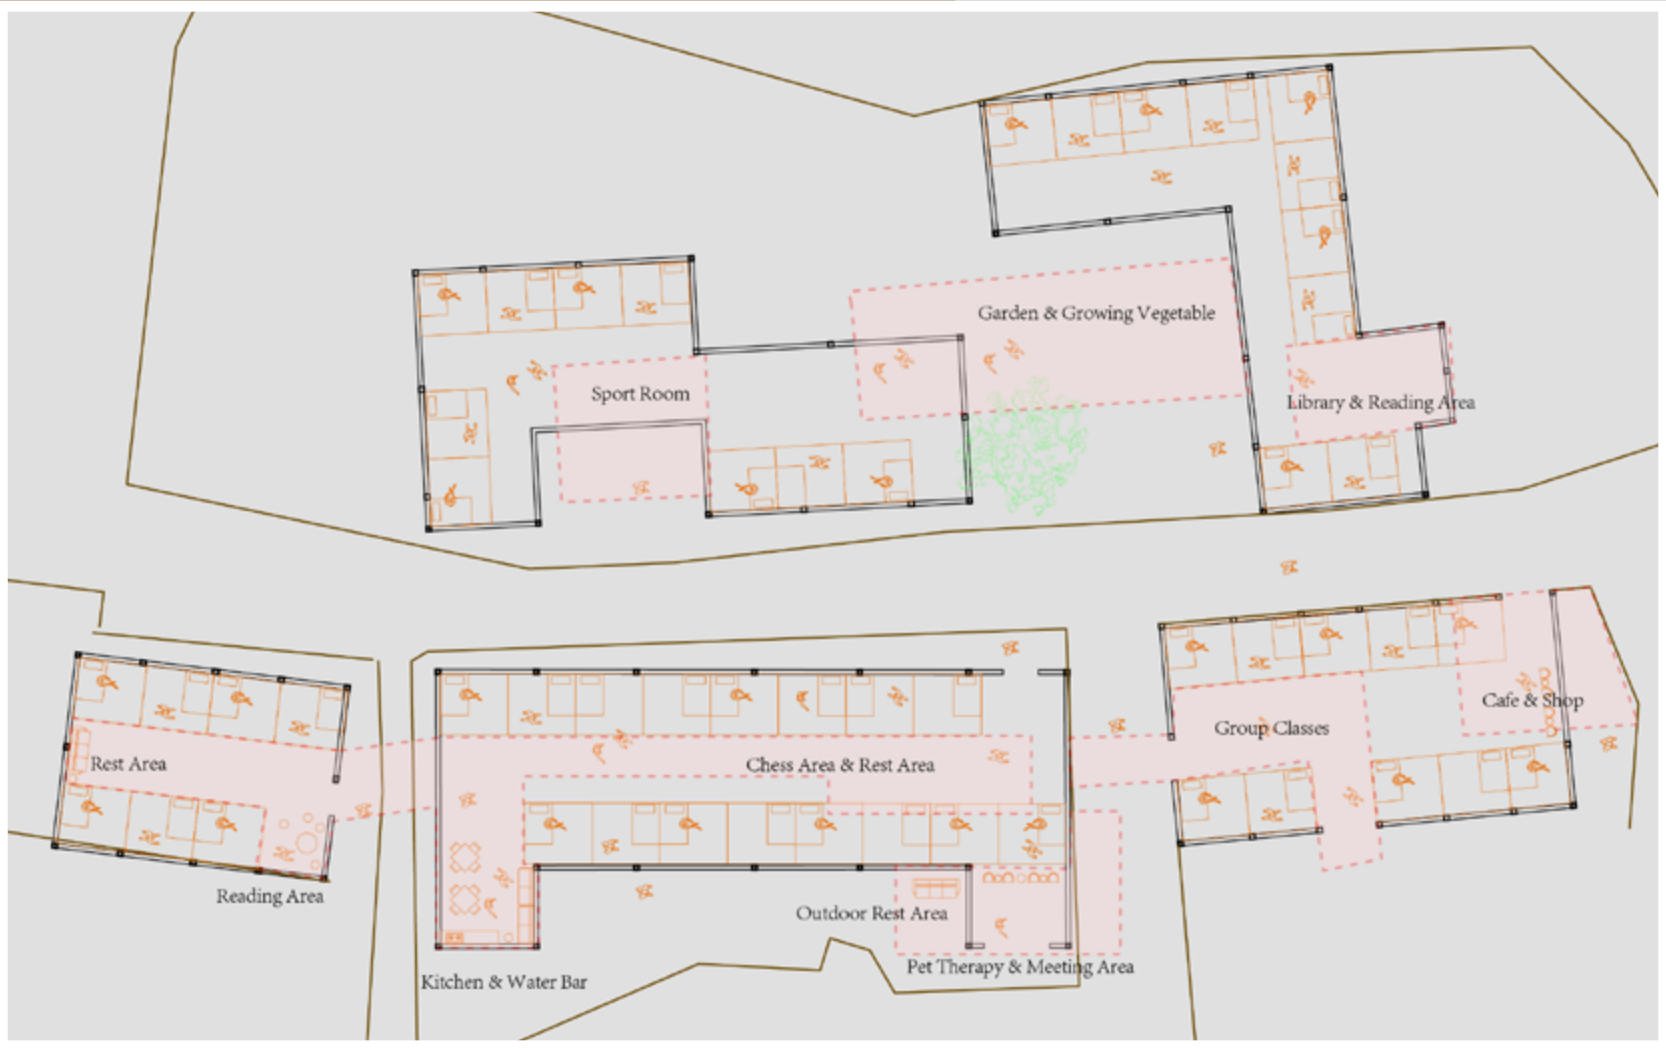 Garden & Growing Vegetable
Sport Room
Library & Reading Area
Cafe & Shop
Group Classes
Rest Area
Chess Area & Rest Area
Reading Area
Outdoor Rest Area
Pet Therapy & Meeting Area
Kitchen & Water Bar